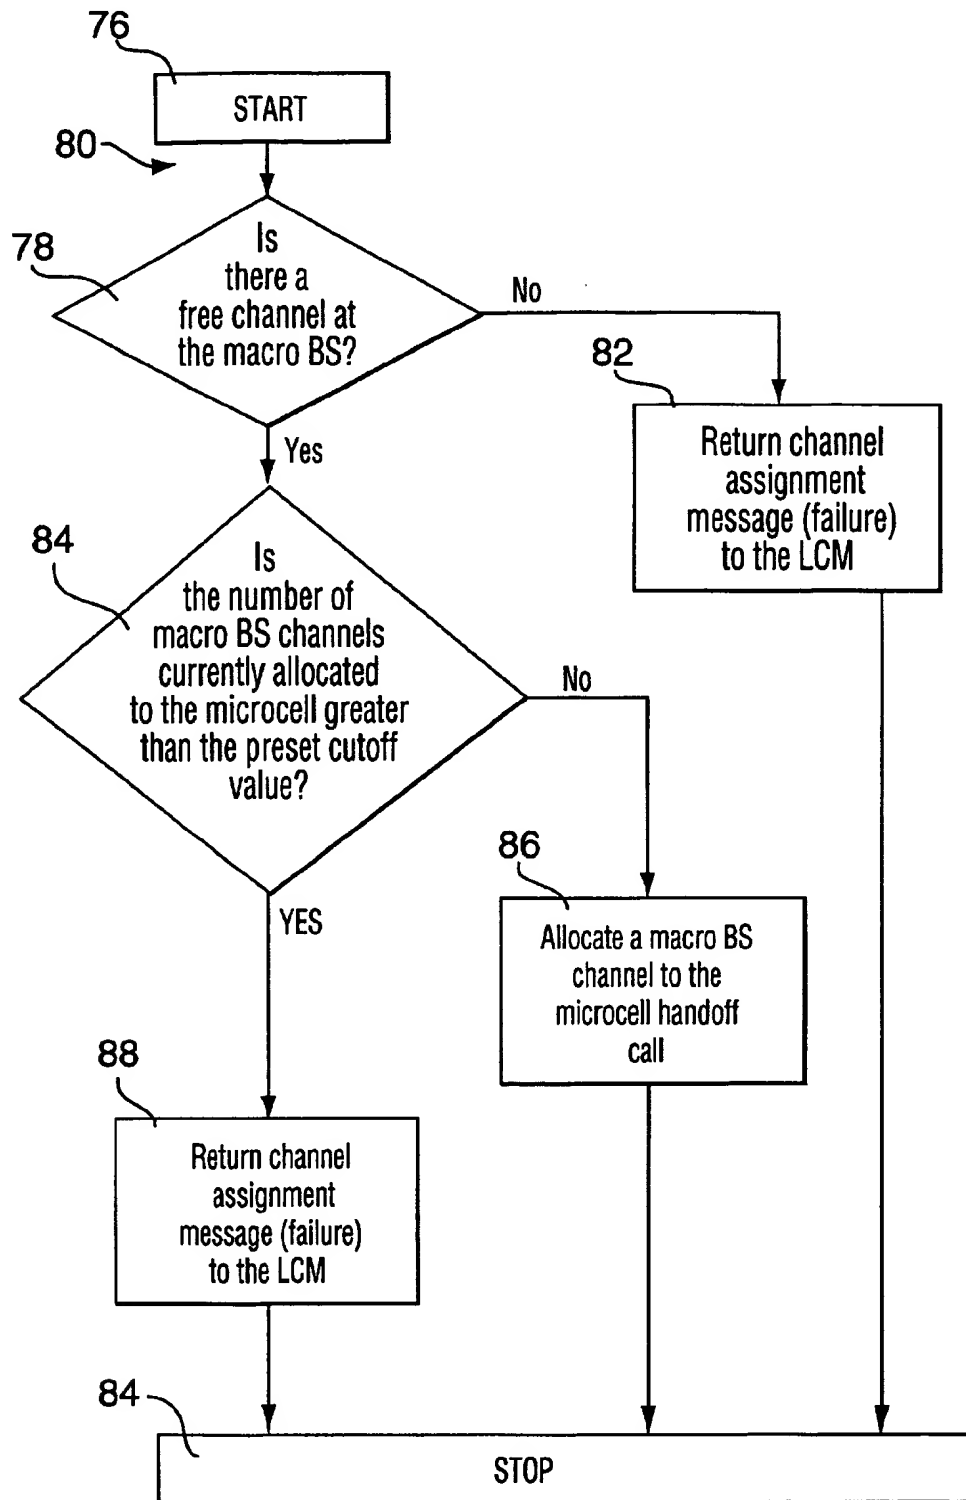 76
START
80
78
Is
there a
free channel at
the macro BS?
No
82
Return channel
assignment
message (failure)
to the LCM
Yes
84
Is
the number of
macro BS channels
currently allocated
to the microcell greater
than the preset cutoff
value?
No
86
Allocate a macro BS
channel to the
microcell handoff
call
YES
88
Return channel
assignment
message (failure)
to the LCM
84
STOP